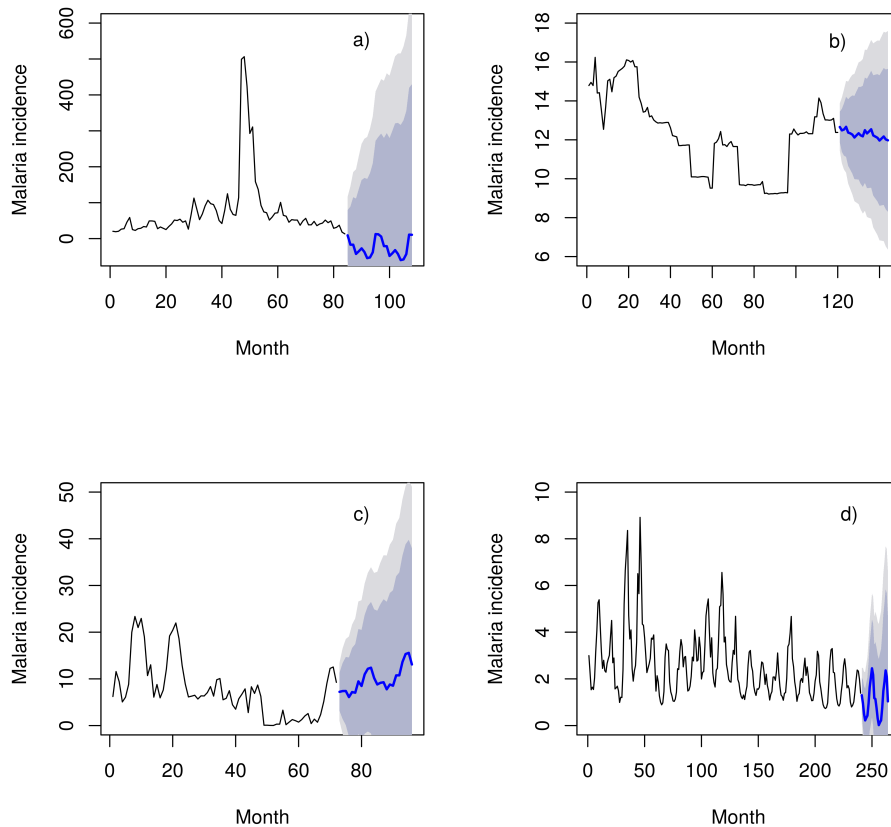 a)
Malaria incidence
0
200
400
600
0 20 40 60 80 100
Month
b)
Malaria incidence
6
8
10
12
14
16
18
0 20 40 60 80 120
Month
c)
Malaria incidence
0
10
20
30
40
50
0 20 40 60 80
Month
d)
Malaria incidence
0
2
4
6
8
10
0 50 100 150 200 250
Month